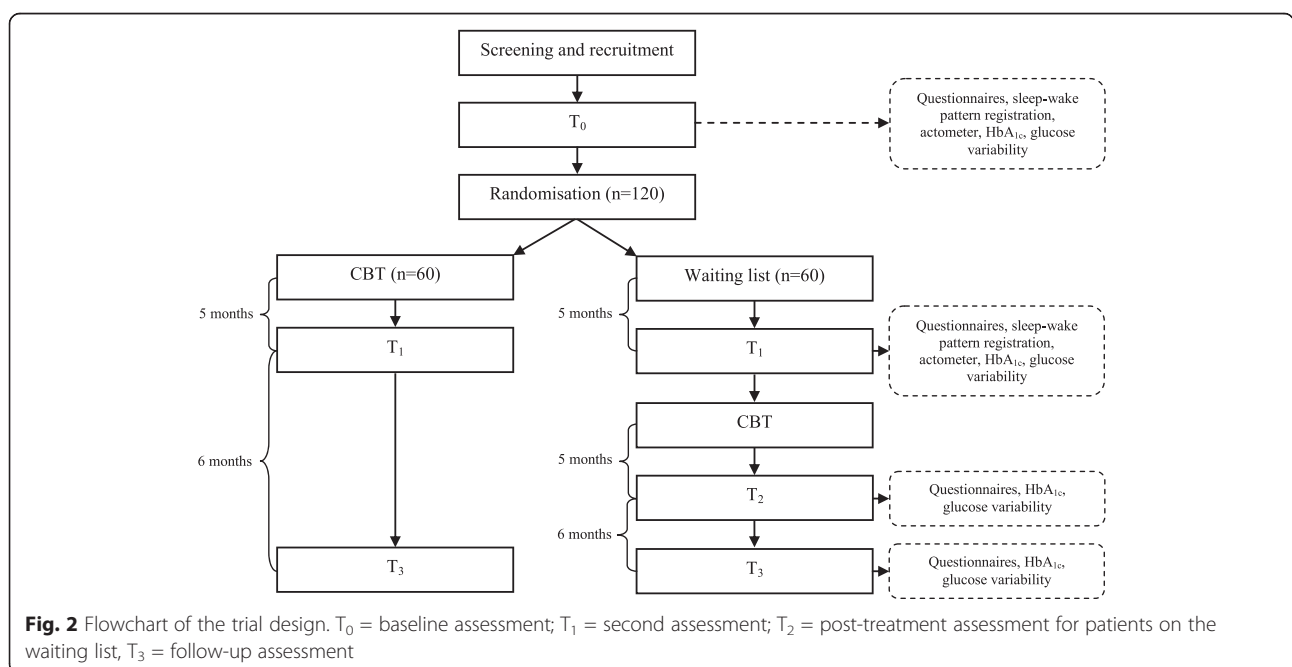 Screening and recruitment
T₀
Questionnaires, sleep-wake
pattern registration,
actometer, HbA₁c, glucose
variability
Randomisation (n=120)
CBT (n=60)
Waiting list (n=60)
5 months
5 months
T₁
T₁
Questionnaires, sleep-wake
pattern registration,
actometer, HbA₁c, glucose
variability
CBT
6 months
5 months
T₂
Questionnaires, HbA₁c,
glucose variability
6 months
T₃
T₃
Questionnaires, HbA₁c,
glucose variability
Fig. 2 Flowchart of the trial design. T₀ = baseline assessment; T₁ = second assessment; T₂ = post-treatment assessment for patients on the
waiting list, T₃ = follow-up assessment